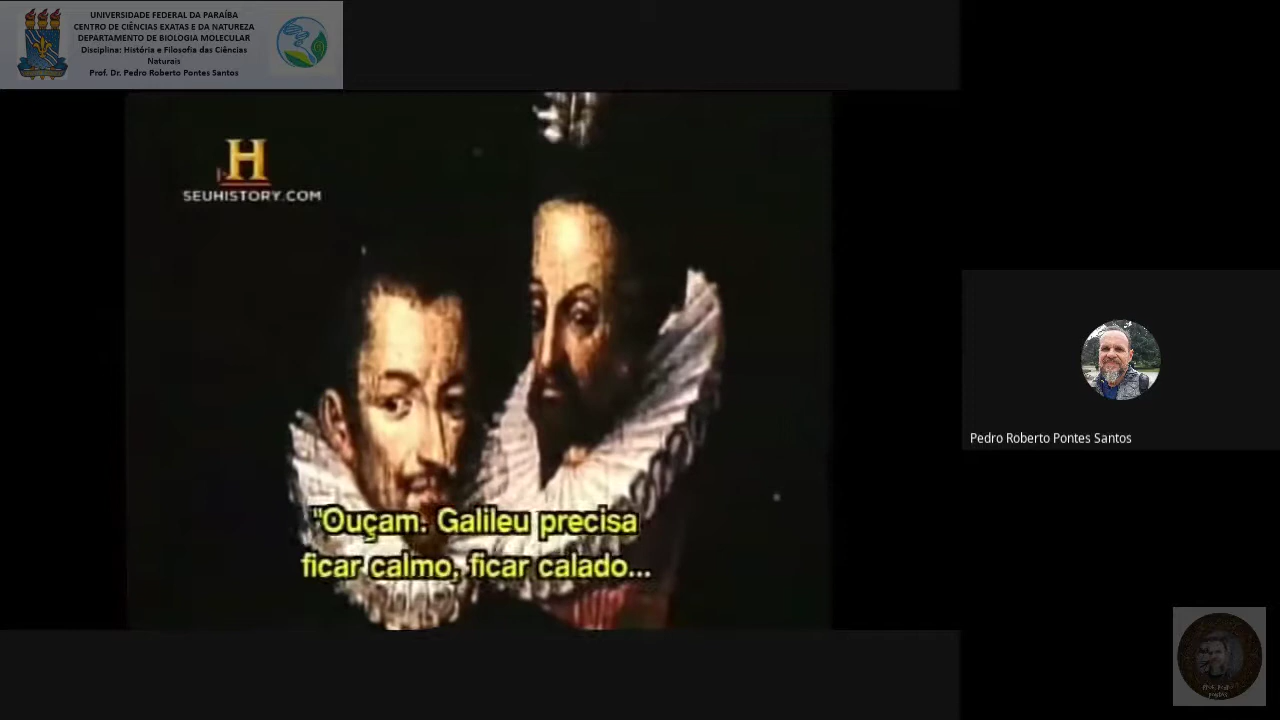 UNIVERSIDADE FEDERAL DA PARAÍBA
CENTRO DE CIÊNCIAS EXATAS E DA NATUREZA
DEPARTAMENTO DE BIOLOGIA MOLECULAR
Disciplina: História e Filosofia das Ciências
Naturais
Prof. Dr. Pedro Roberto Pontes Santos
H
SEUHISTORY.COM
"Ouçam. Galileu precisa
ficar calmo, ficar calado...
Pedro Roberto Pontes Santos